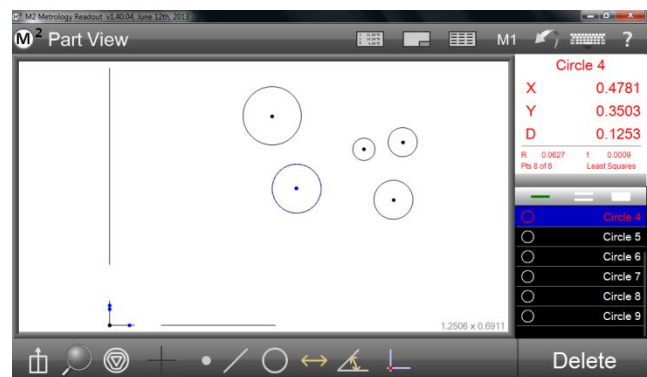 M² Metrology Readout v1.40.04, June 12th, 2013
M² Part View
M1
?
Circle 4
X 0.4781
Y 0.3503
D 0.1253
R 0.0627 f 0.0009
Pts 8 of 8 Least Squares
Circle 4
Circle 5
Circle 6
Circle 7
Circle 8
Circle 9
1.2506 x 0.6911
Delete